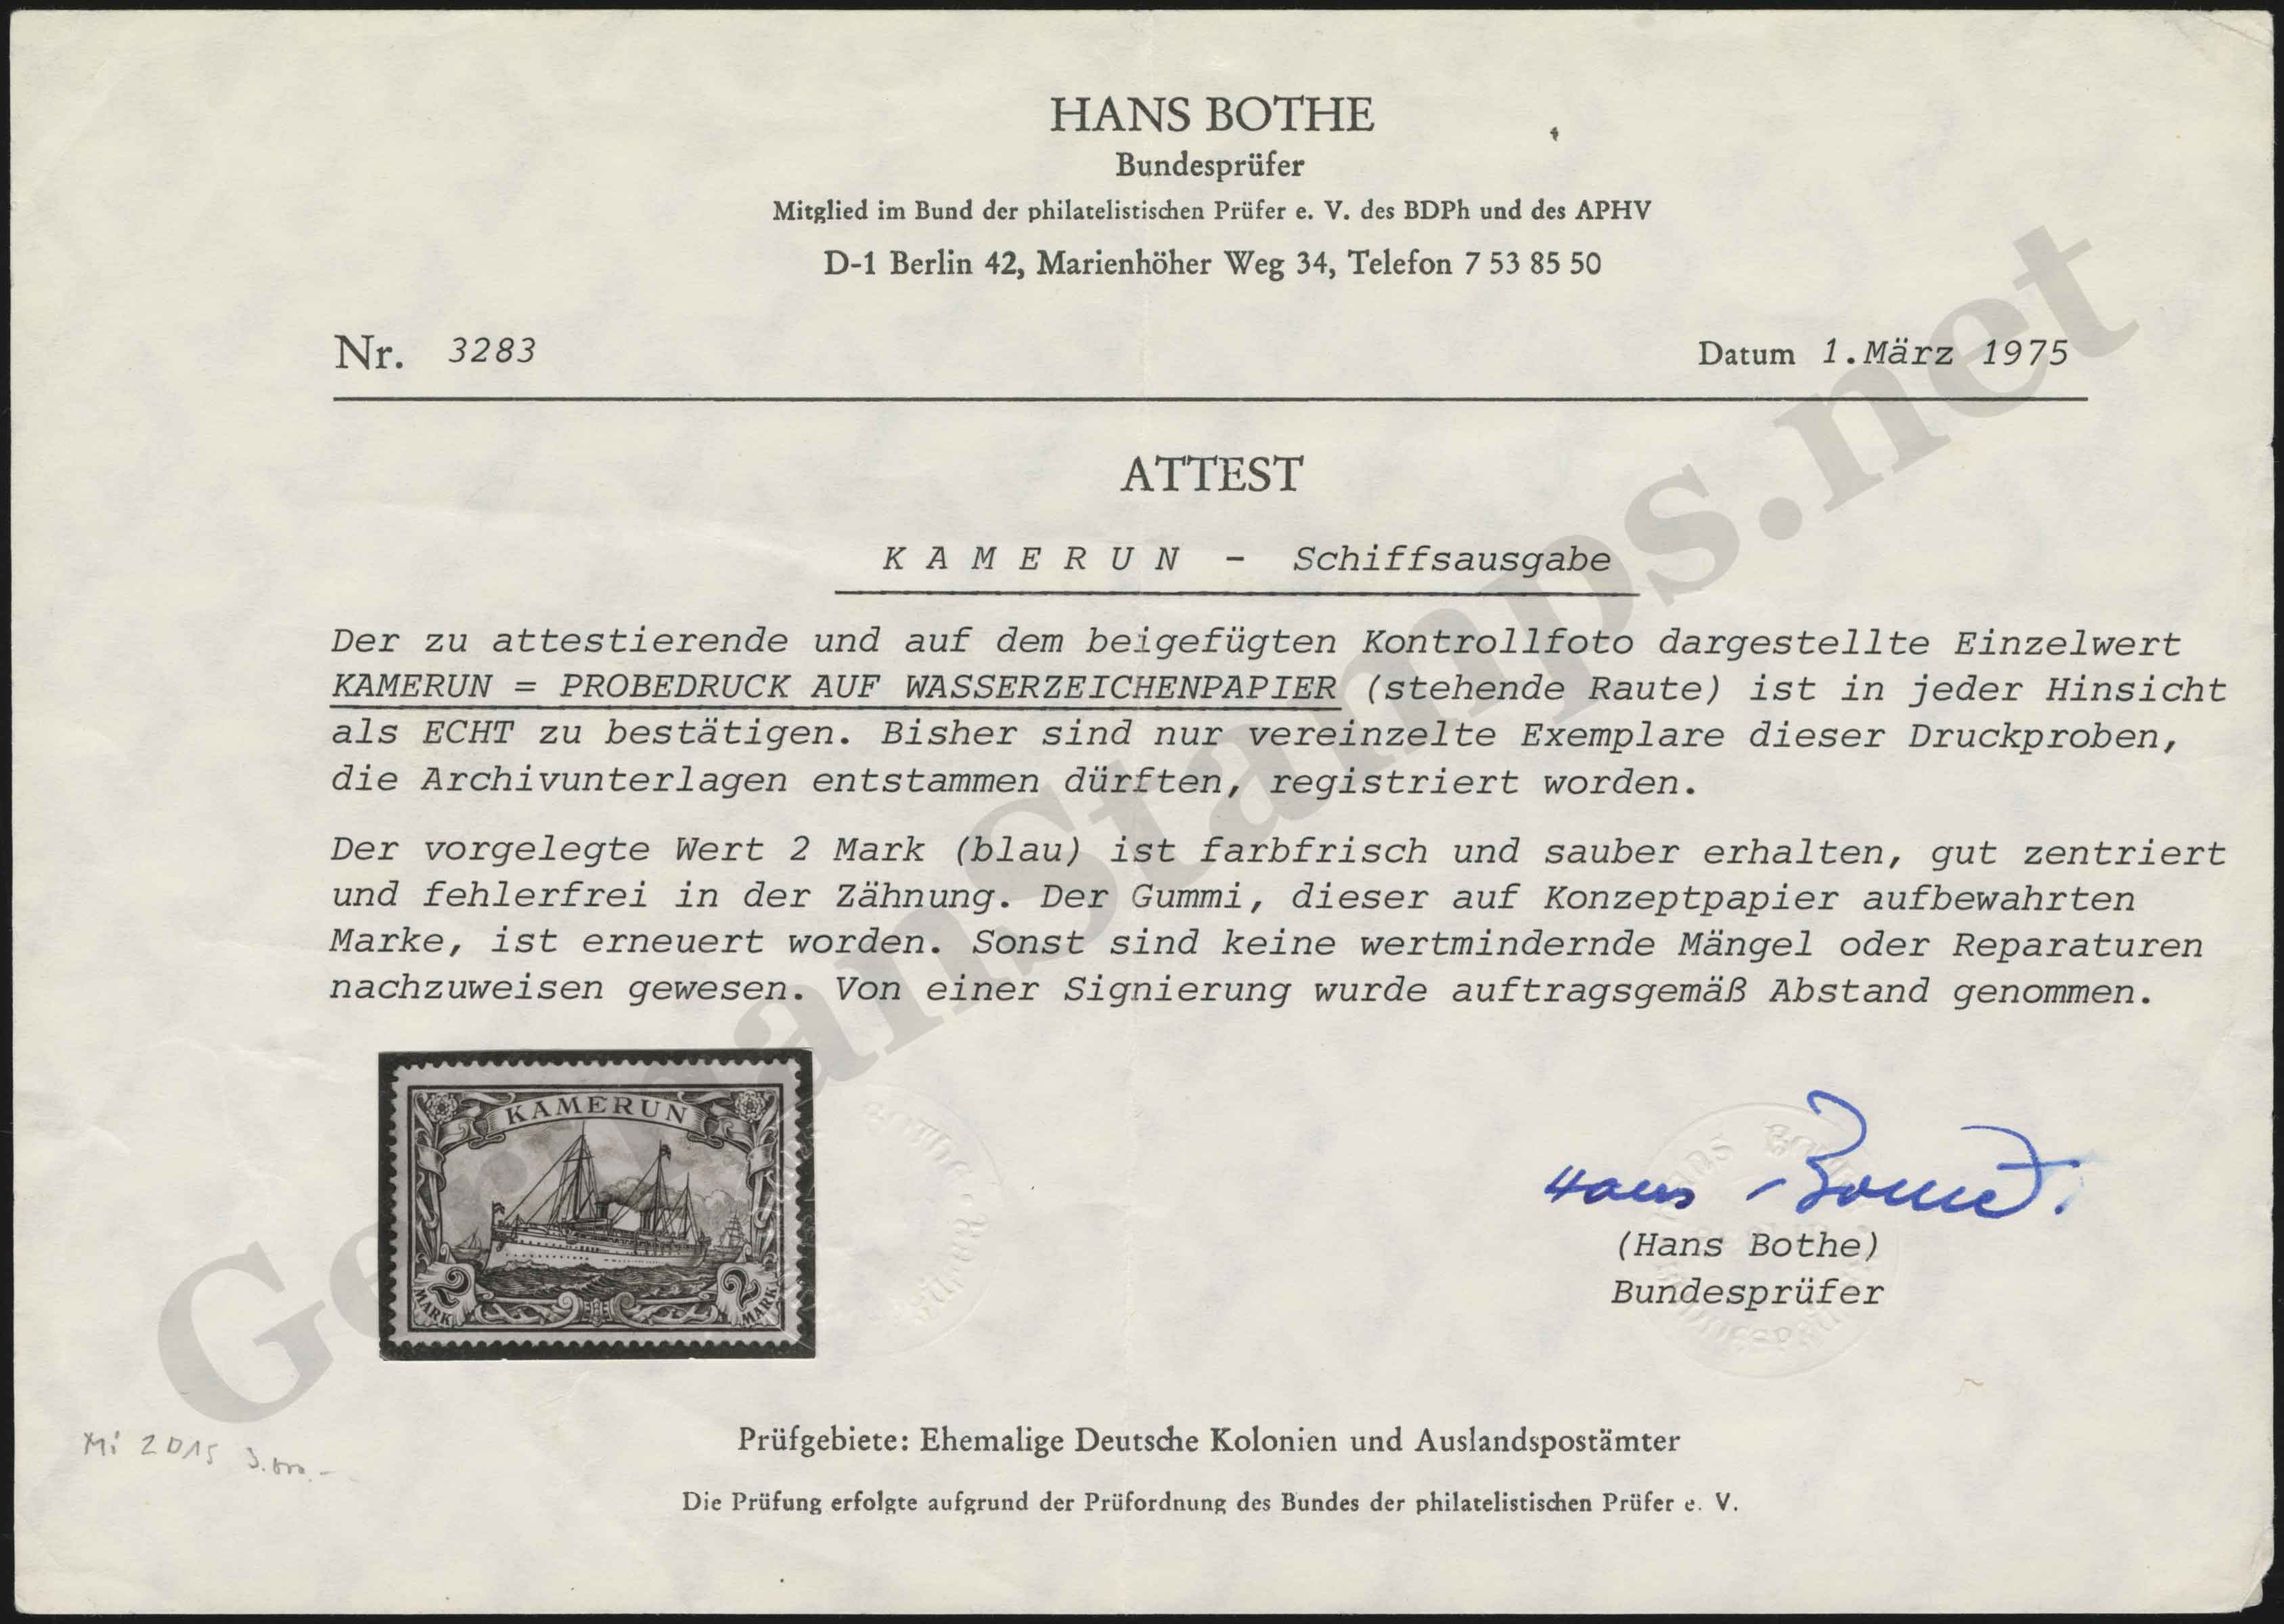 HANS BOTHE
Bundesprüfer
Mitglied im Bund der philatelistischen Prüfer e. V. des BDPh und des APHV
D-1 Berlin 42, Marienhöher Weg 34, Telefon 7 53 85 50
Nr. 3283
Datum 1.März 1975
ATTEST
K A M E R U N - Schiffsausgabe
Der zu attestierende und auf dem beigefügten Kontrollfoto dargestellte Einzelwert
KAMERUN = PROBEDRUCK AUF WASSERZEICHENPAPIER (stehende Raute) ist in jeder Hinsicht
als ECHT zu bestätigen. Bisher sind nur vereinzelte Exemplare dieser Druckproben,
die Archivunterlagen entstammen dürften, registriert worden.
Der vorgelegte Wert 2 Mark (blau) ist farbfrisch und sauber erhalten, gut zentriert
und fehlerfrei in der Zähnung. Der Gummi, dieser auf Konzeptpapier aufbewahrten
Marke, ist erneuert worden. Sonst sind keine wertmindernde Mängel oder Reparaturen
nachzuweisen gewesen. Von einer Signierung wurde auftragsgemäß Abstand genommen.
KAMERUN
2 MARK
2 MARK
Hans Bothe
(Hans Bothe)
Bundesprüfer
Mi 2
Prüfgebiete: Ehemalige Deutsche Kolonien und Auslandspostämter
Die Prüfung erfolgte aufgrund der Prüfordnung des Bundes der philatelistischen Prüfer e. V.
GermanStamps.net